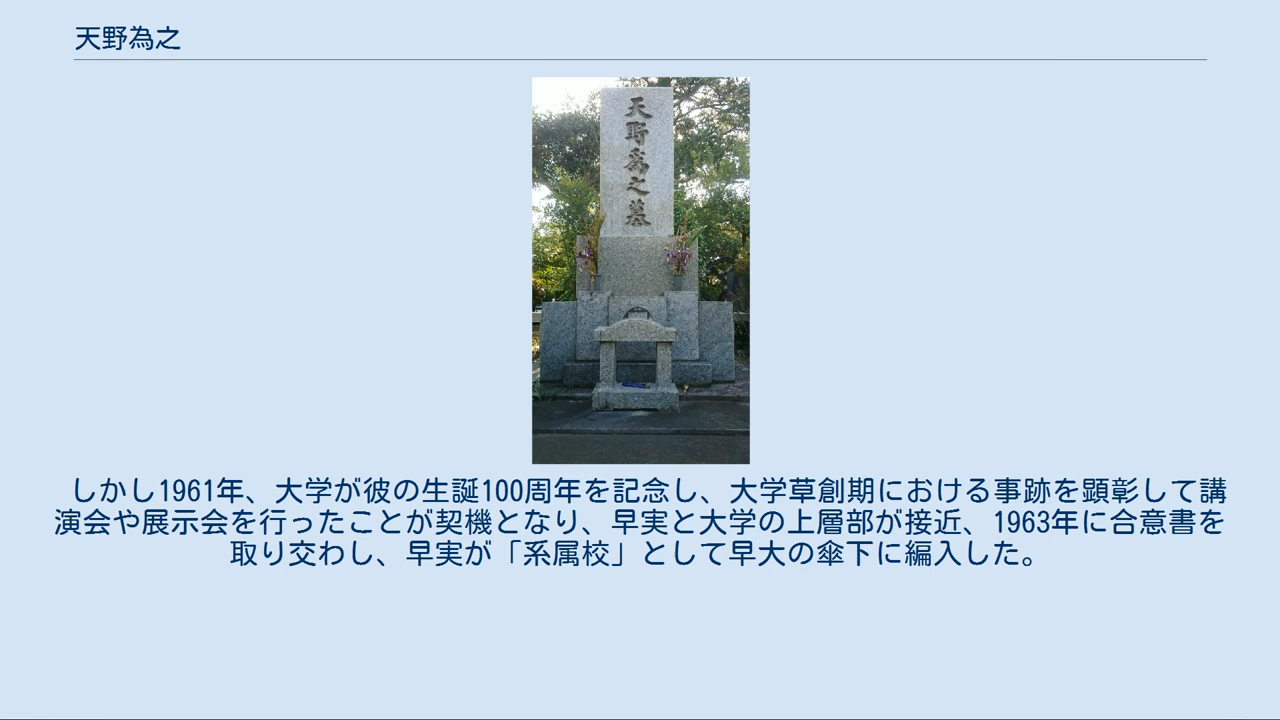 天野為之
天野為之墓
しかし1961年、大学が彼の生誕100周年を記念し、大学草創期における事跡を顕彰して講
演会や展示会を行ったことが契機となり、早実と大学の上層部が接近、1963年に合意書を
取り交わし、早実が「系属校」として早大の傘下に編入した。